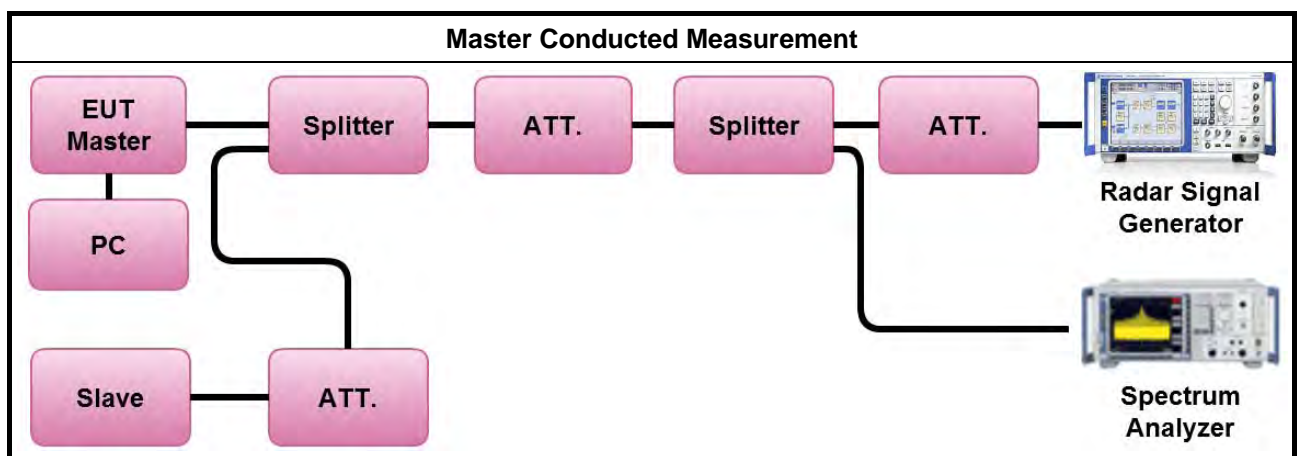 Master Conducted Measurement
EUT
Master
Splitter
ATT.
Splitter
ATT.
Radar Signal
Generator
PC
Slave
ATT.
Spectrum
Analyzer